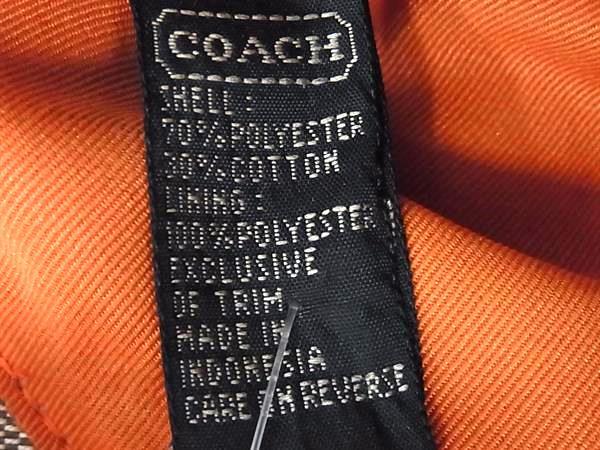 COACH
SHELL:
70% POLYESTER
30% COTTON
LINING:
100% POLYESTER
EXCLUSIVE
OF TRIM
MADE IN
INDONESIA
CARE ON REVERSE